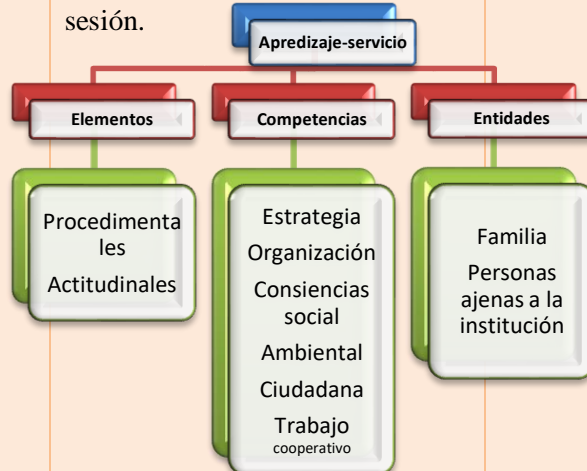 sesión.
Apredizaje-servicio
Elementos
Competencias
Entidades
Procedimenta
les
Actitudinales
Estrategia
Organización
Consiencias
social
Ambiental
Ciudadana
Trabajo
cooperativo
Familia
Personas
ajenas a la
institución